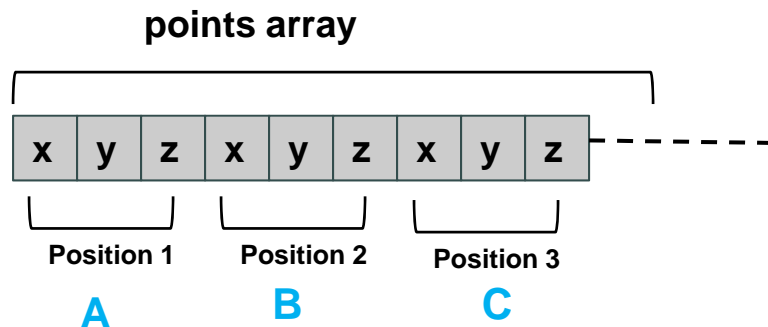 points array
x y z x y z x y z
Position 1 Position 2 Position 3
A B C